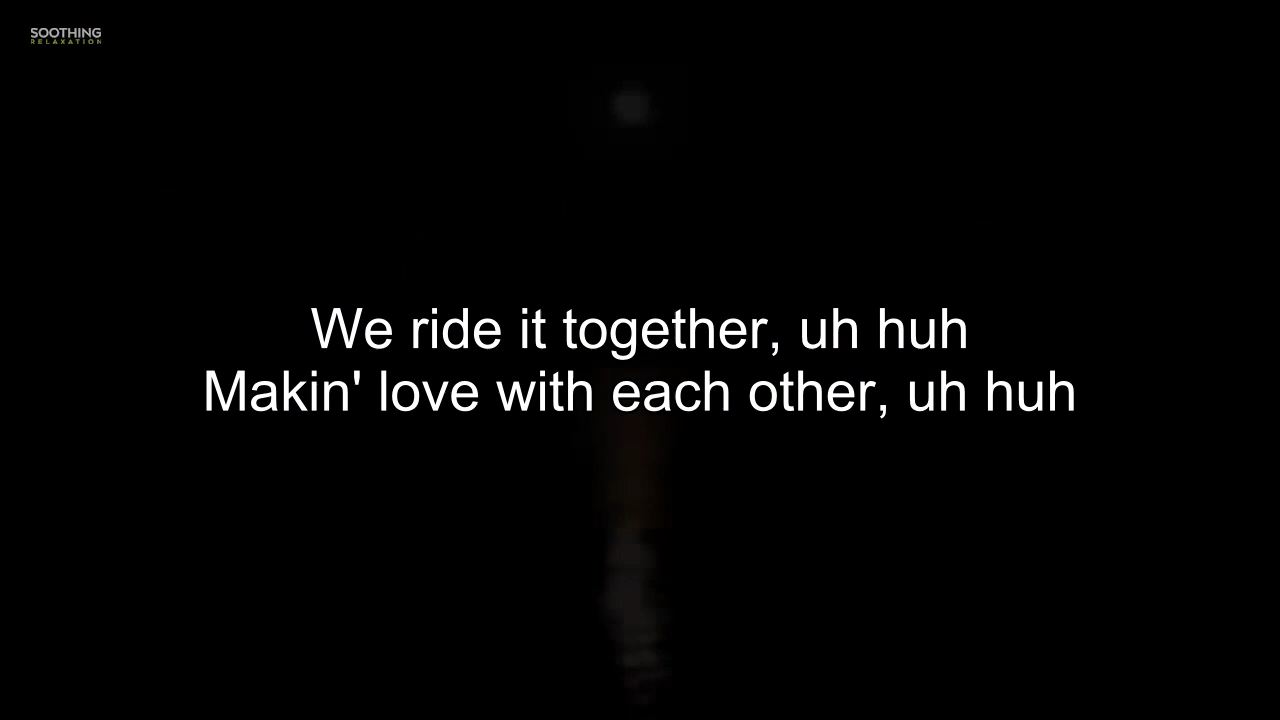 SOOTHING
RELAXATION
We ride it together, uh huh
Makin' love with each other, uh huh